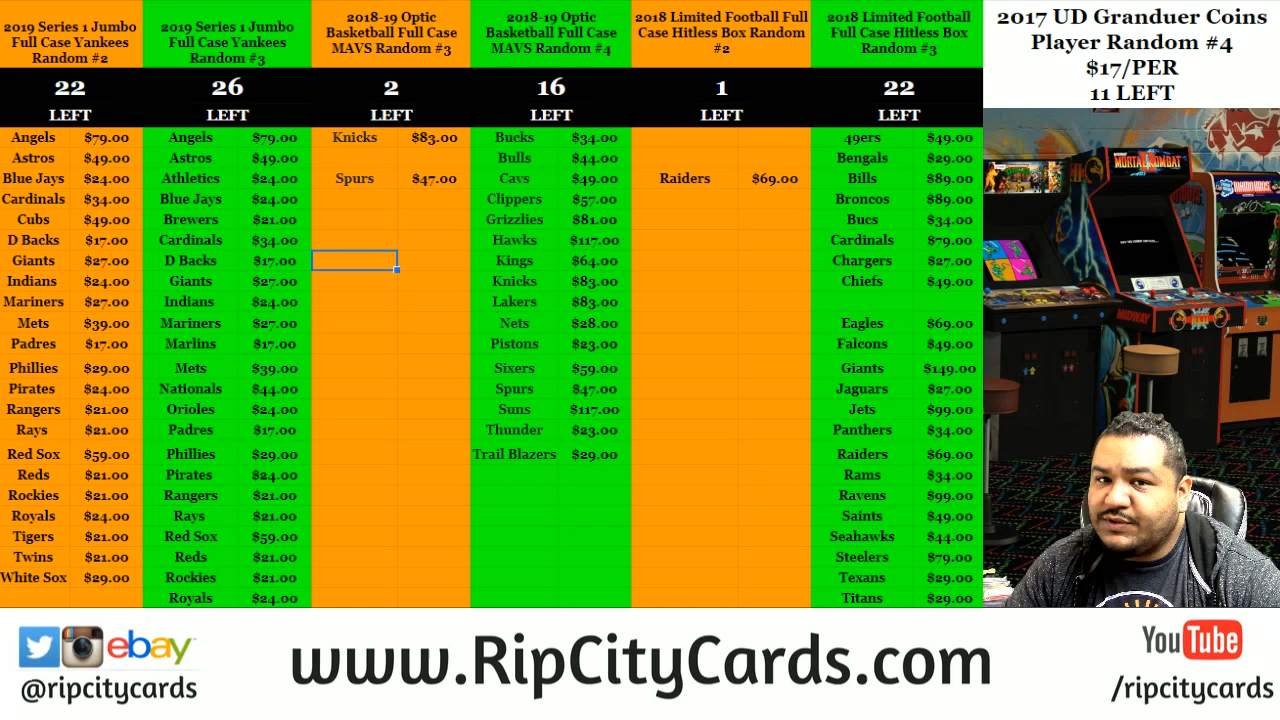 2019 Series 1 Jumbo
Full Case Yankees
Random #2
22
LEFT
Angels $79.00
Astros $49.00
Blue Jays $24.00
Cardinals $34.00
Cubs $49.00
D Backs $17.00
Giants $27.00
Indians $24.00
Mariners $27.00
Mets $39.00
Padres $17.00
Phillies $29.00
Pirates $24.00
Rangers $21.00
Rays $21.00
Red Sox $59.00
Reds $21.00
Rockies $21.00
Royals $24.00
Tigers $21.00
Twins $21.00
White Sox $29.00
2019 Series 1 Jumbo
Full Case Yankees
Random #3
26
LEFT
Angels $79.00
Astros $49.00
Athletics $24.00
Blue Jays $24.00
Brewers $21.00
Cardinals $34.00
D Backs $17.00
Giants $27.00
Indians $24.00
Mariners $27.00
Marlins $17.00
Mets $39.00
Nationals $44.00
Orioles $24.00
Padres $17.00
Phillies $29.00
Pirates $24.00
Rangers $21.00
Rays $21.00
Red Sox $59.00
Reds $21.00
Rockies $21.00
Royals $24.00
2018-19 Optic
Basketball Full Case
MAVS Random #3
2
LEFT
Knicks $83.00
Spurs $47.00
2018-19 Optic
Basketball Full Case
MAVS Random #4
16
LEFT
Bucks $34.00
Bulls $44.00
Cavs $49.00
Clippers $57.00
Grizzlies $81.00
Hawks $117.00
Kings $64.00
Knicks $83.00
Lakers $83.00
Nets $28.00
Pistons $23.00
Sixers $59.00
Spurs $47.00
Suns $117.00
Thunder $23.00
Trail Blazers $29.00
2018 Limited Football Full
Case Hitless Box Random
#2
1
LEFT
Raiders $69.00
2018 Limited Football
Full Case Hitless Box
Random #3
22
LEFT
49ers $49.00
Bengals $29.00
Bills $89.00
Broncos $89.00
Bucs $34.00
Cardinals $79.00
Chargers $27.00
Chiefs $49.00
Eagles $69.00
Falcons $49.00
Giants $149.00
Jaguars $27.00
Jets $99.00
Panthers $34.00
Raiders $69.00
Rams $34.00
Ravens $99.00
Saints $49.00
Seahawks $44.00
Steelers $79.00
Texans $29.00
Titans $29.00
2017 UD Granduer Coins
Player Random #4
$17/PER
11 LEFT
MORTAL KOMBAT
MIDWAY
ebay
@ripcitycards
www.RipCityCards.com
YouTube
/ripcitycards